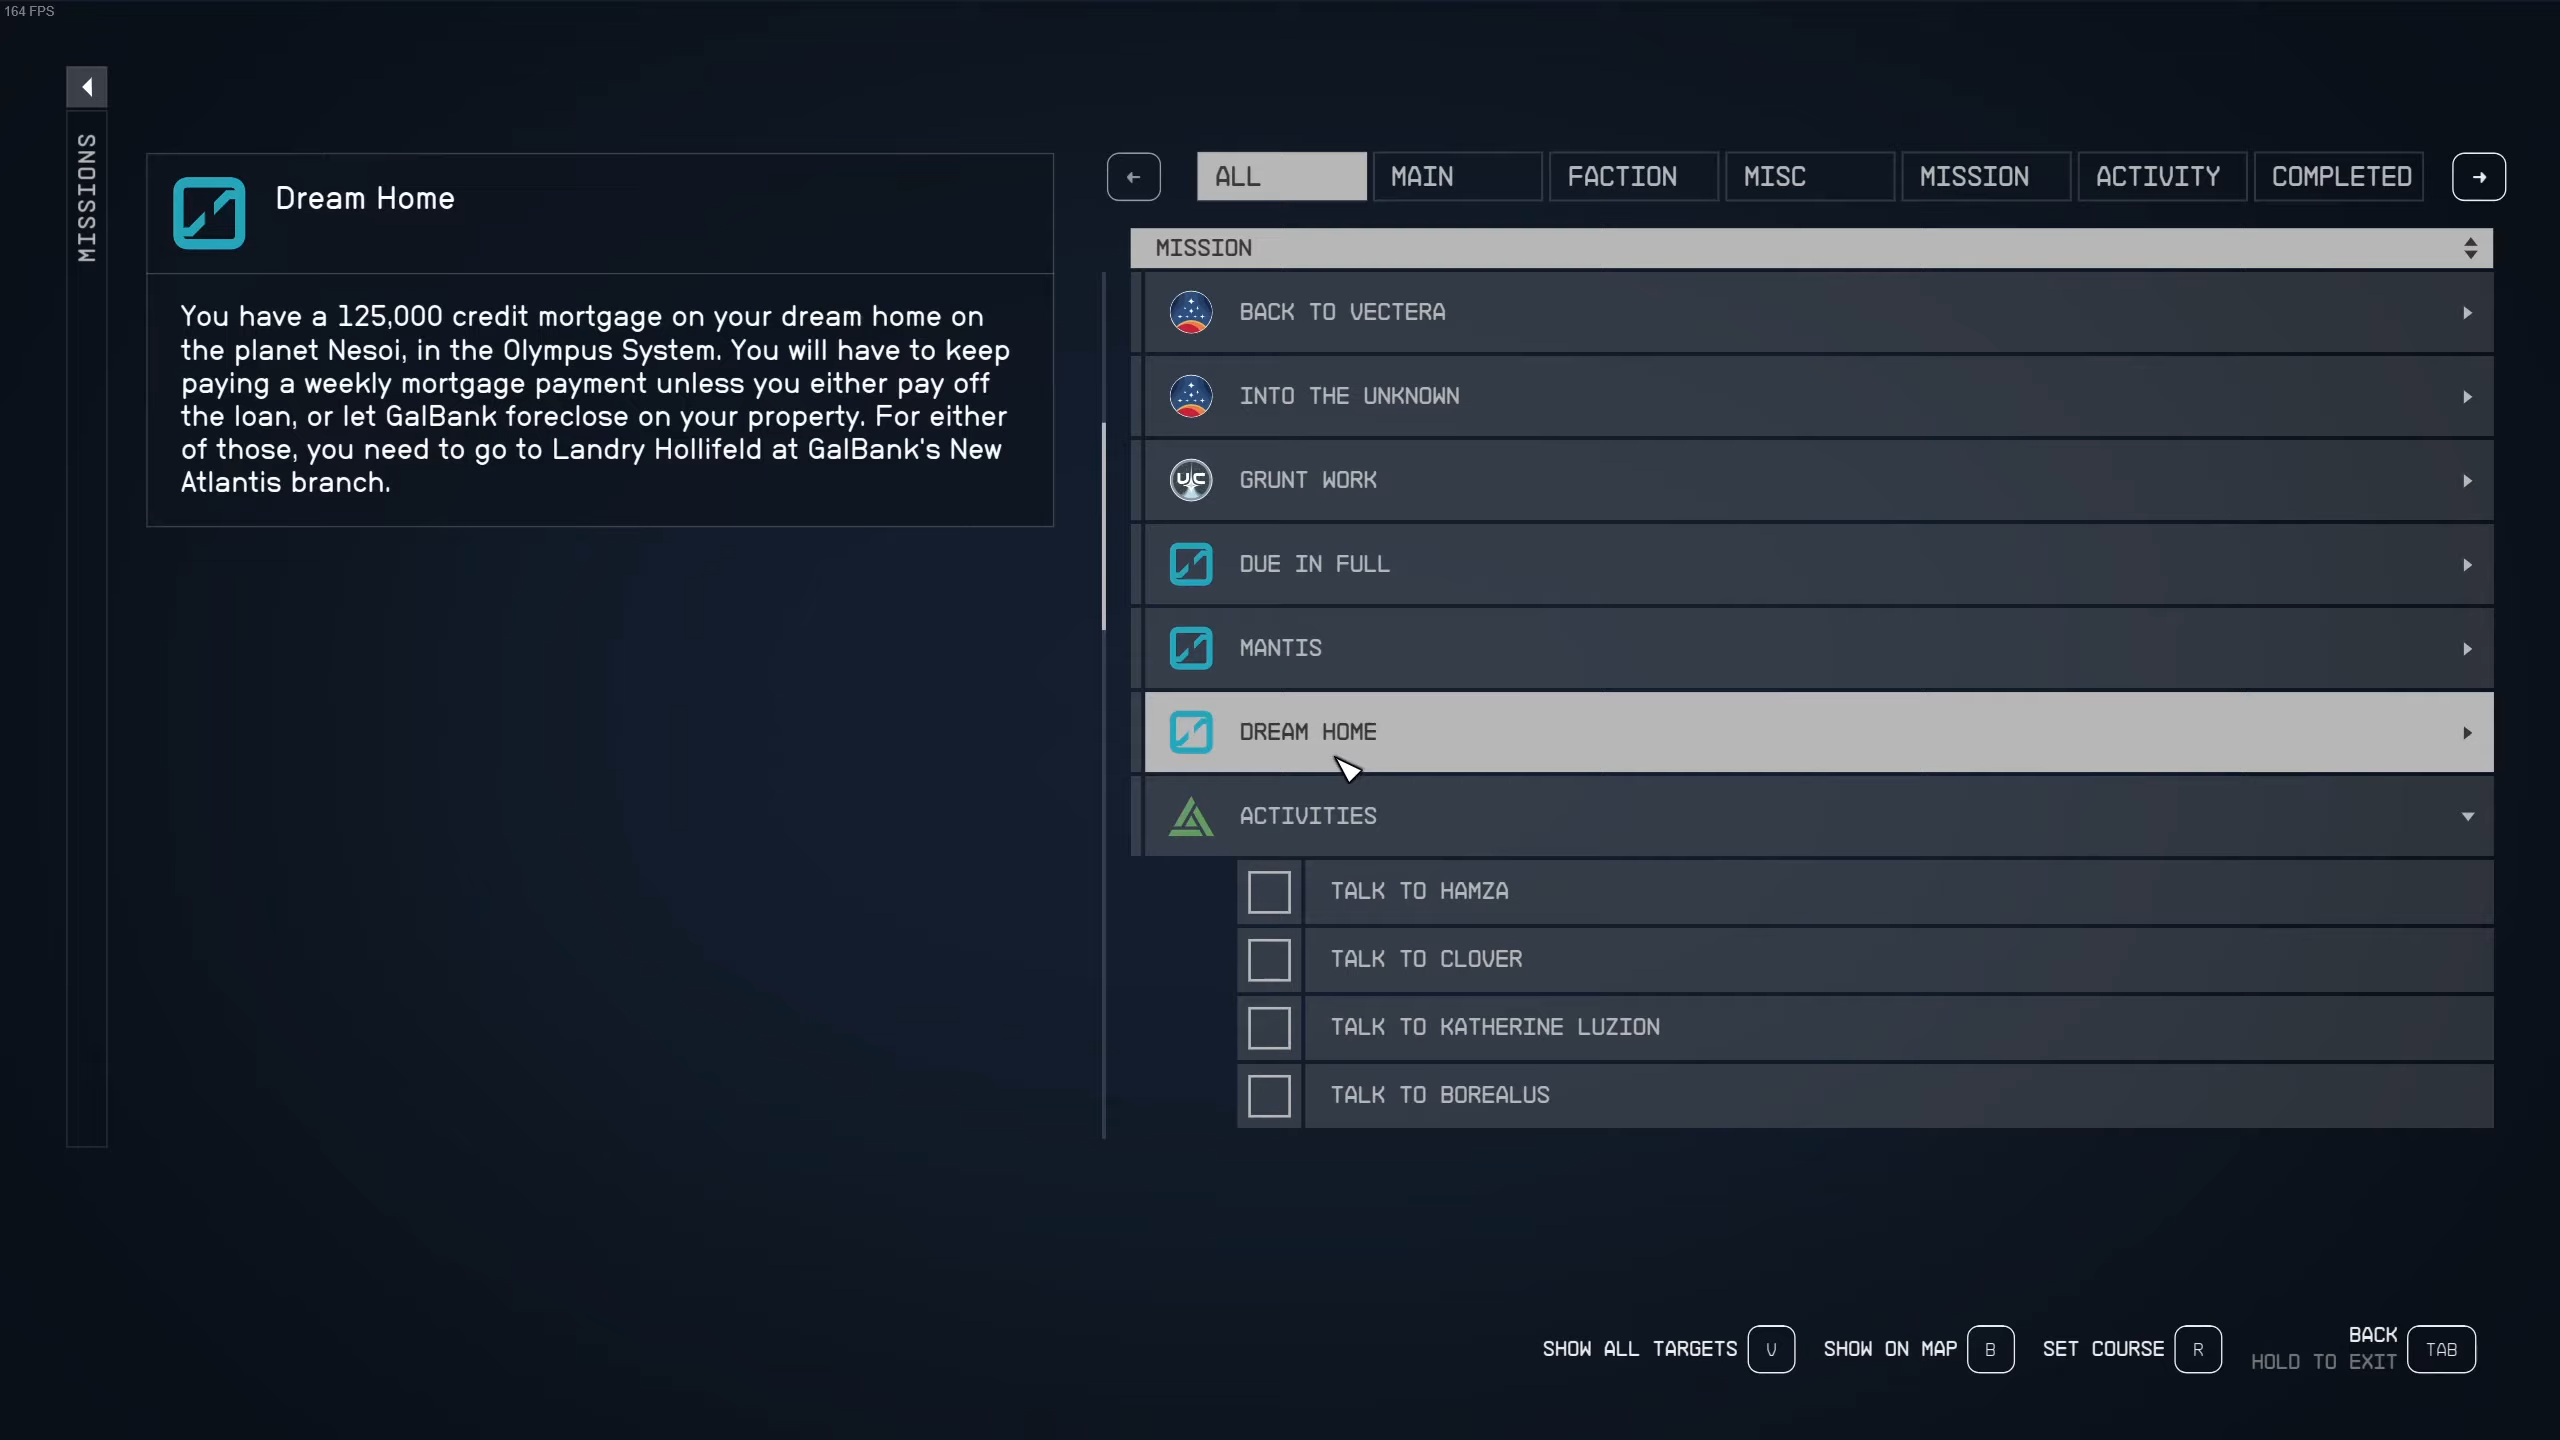 164 FPS
MISSIONS
Dream Home
You have a 125,000 credit mortgage on your dream home on
the planet Nesoi, in the Olympus System. You will have to keep
paying a weekly mortgage payment unless you either pay off
the loan, or let GalBank foreclose on your property. For either
of those, you need to go to Landry Hollifeld at GalBank's New
Atlantis branch.
ALL MAIN FACTION MISC MISSION ACTIVITY COMPLETED
MISSION
BACK TO VECTERA
INTO THE UNKNOWN
UC GRUNT WORK
DUE IN FULL
MANTIS
DREAM HOME
ACTIVITIES
TALK TO HAMZA
TALK TO CLOVER
TALK TO KATHERINE LUZION
TALK TO BOREALUS
SHOW ALL TARGETS V SHOW ON MAP B SET COURSE R BACK TAB
HOLD TO EXIT